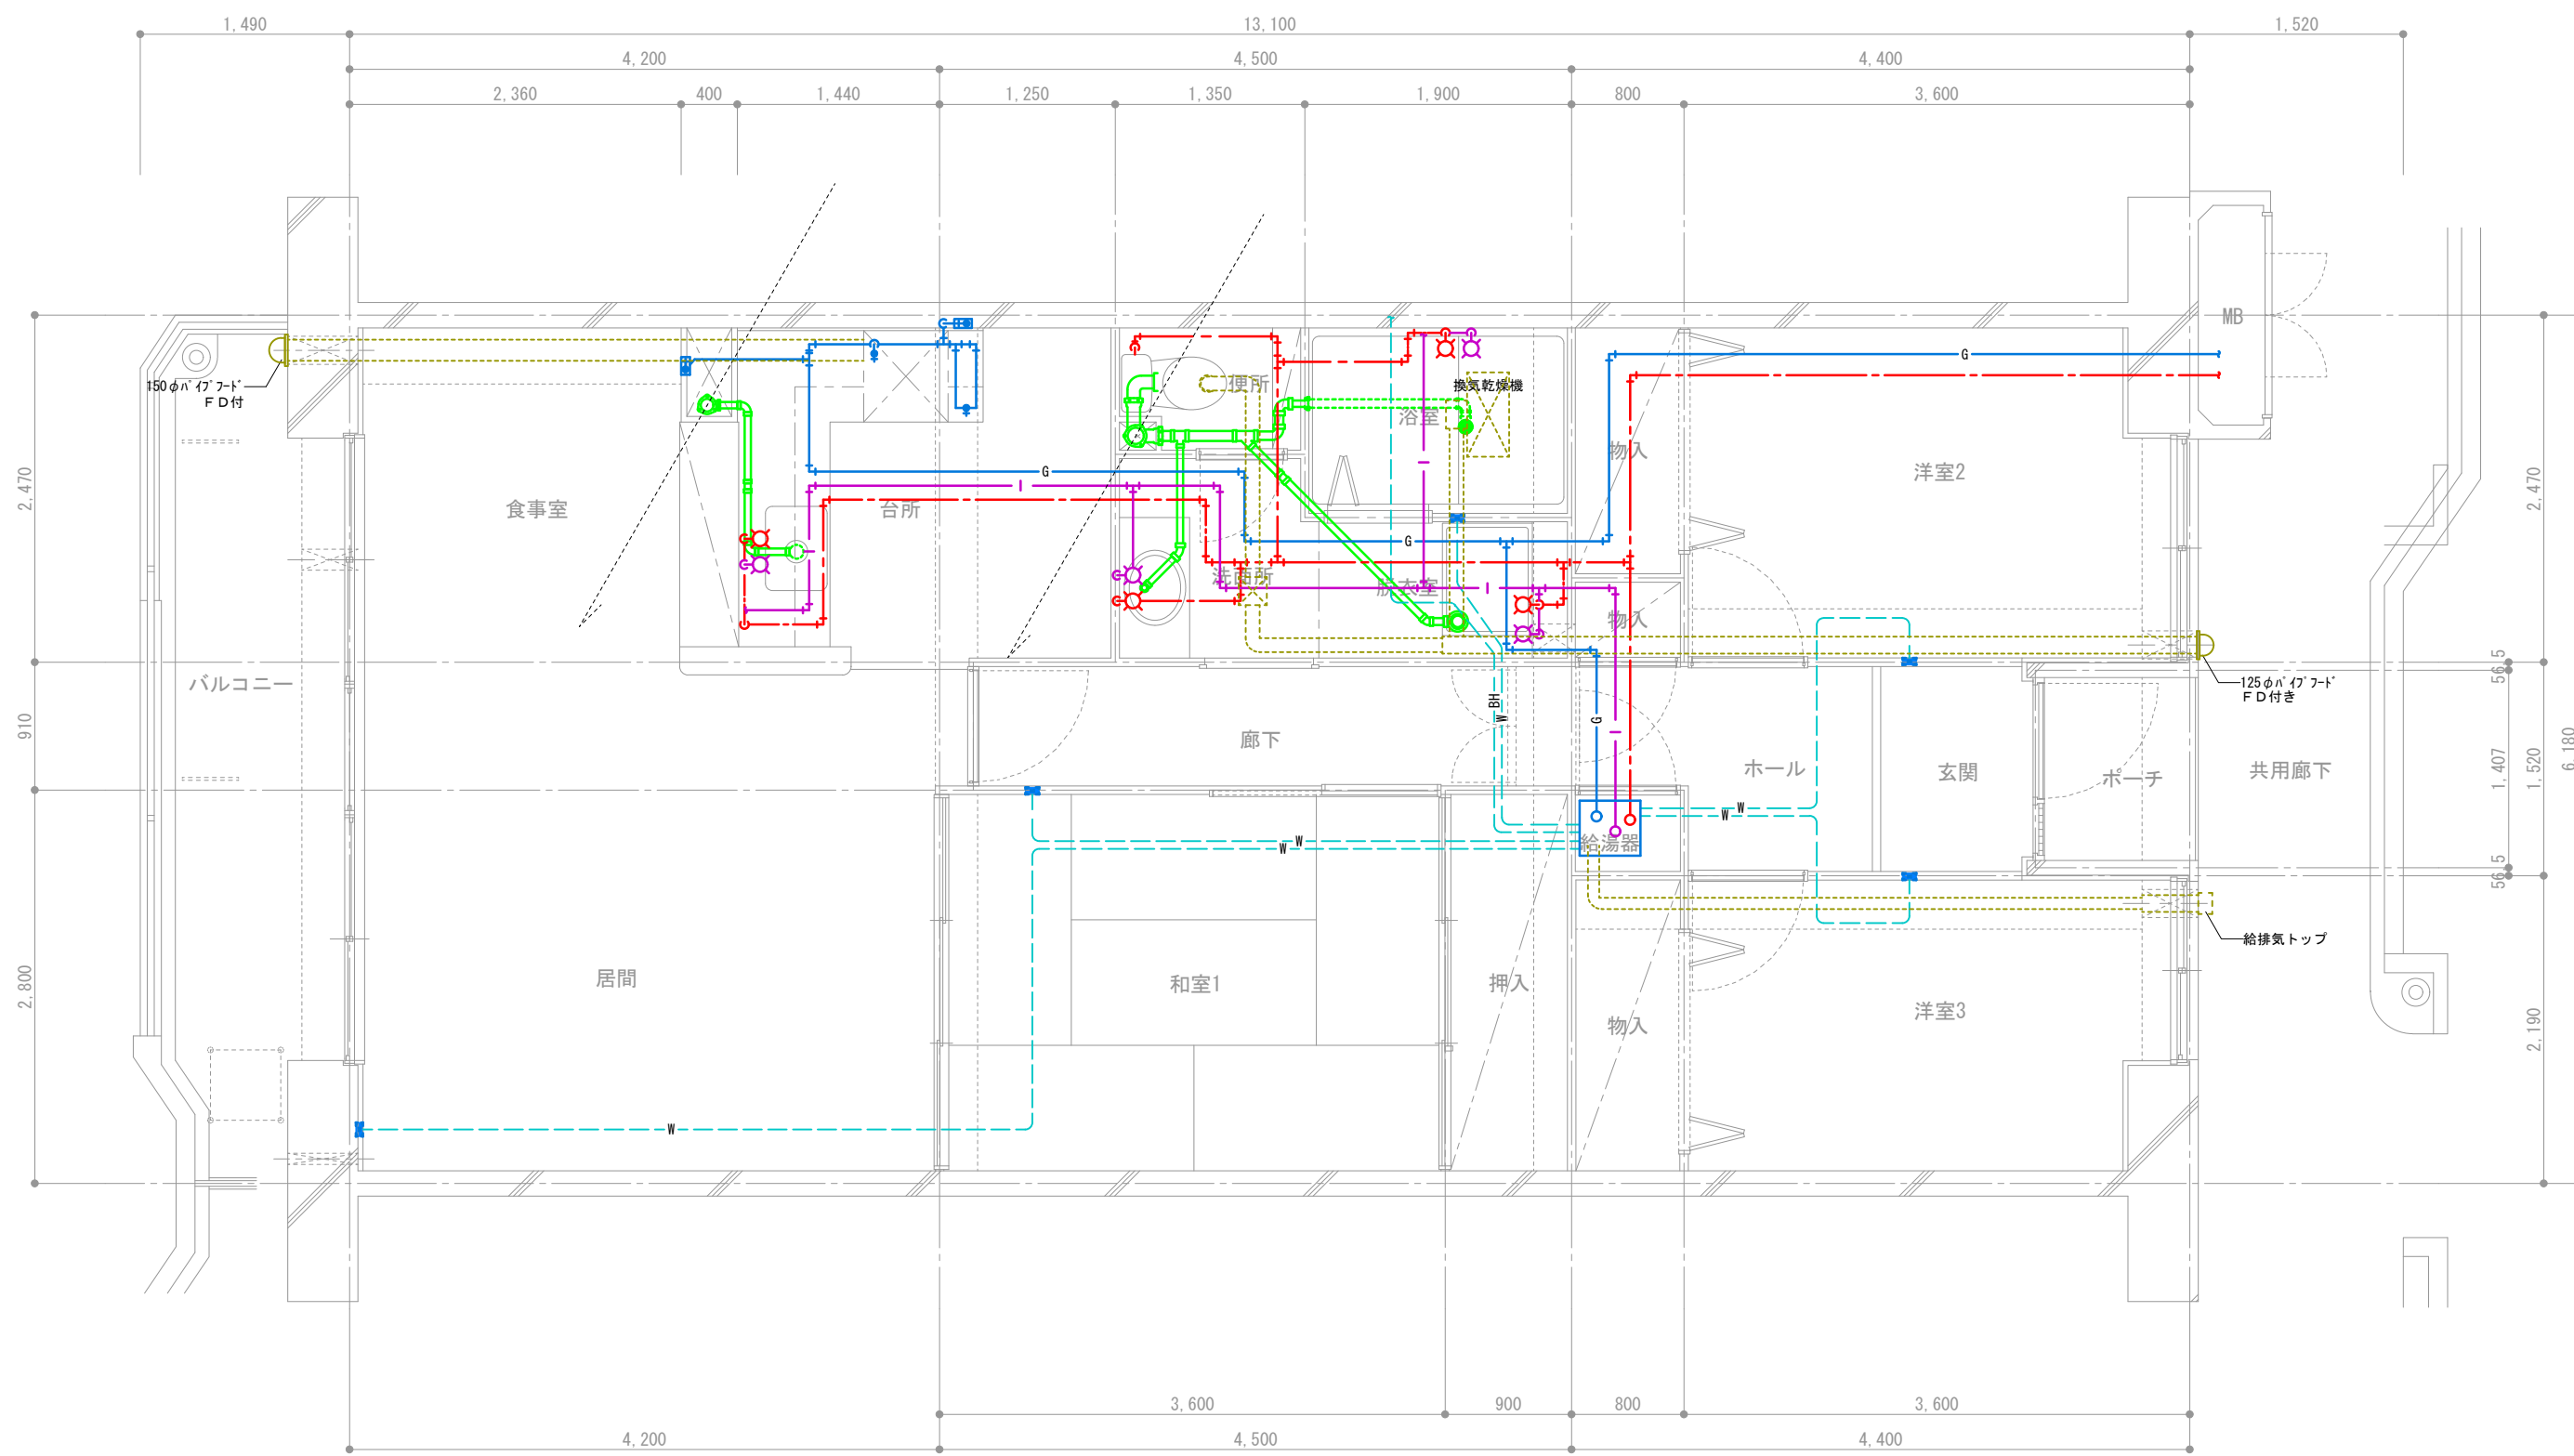 1,490
13,100
1,520
4,200
4,500
4,400
2,360
400
1,440
1,250
1,350
1,900
800
3,600
MB
150φﾊﾟｲﾌﾟﾌｰﾄﾞ
ＦＤ付
便所
換気乾燥機
浴室
G
物入
洋室2
2,470
2,470
食事室
台所
G
I
I
G
洗面所
脱衣室
I
物入
バルコニー
56.5
125φﾊﾟｲﾌﾟﾌｰﾄﾞ
ＦＤ付き
910
廊下
BH
W
G
I
ホール
玄関
ポーチ
共用廊下
1,407
1,520
6,180
W
W
W
W
給湯器
56.5
給排気トップ
2,800
居間
和室1
押入
物入
洋室3
2,190
W
3,600
900
800
3,600
4,200
4,500
4,400